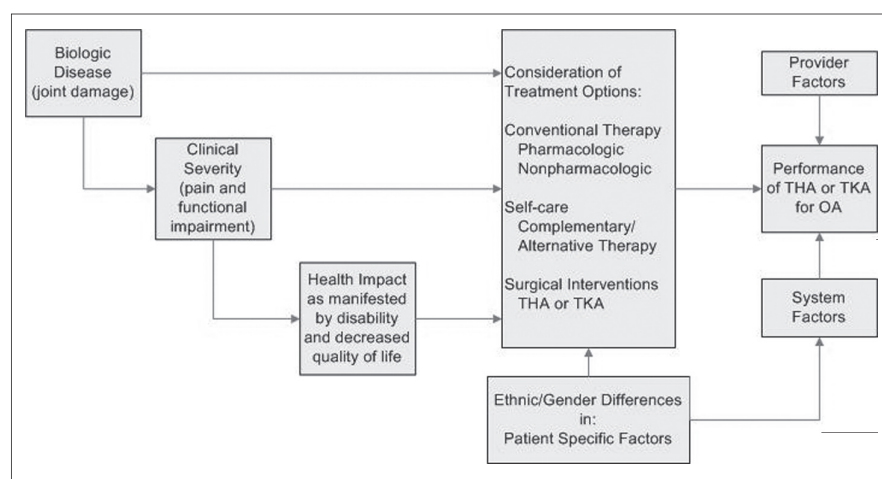 Biologic
Disease
(joint damage)
Clinical
Severity
(pain and
functional
impairment)
Health Impact
as manifested
by disability
and decreased
quality of life
Consideration of
Treatment Options:
Conventional Therapy
Pharmacologic
Nonpharmacologic
Self-care
Complementary/
Alternative Therapy
Surgical Interventions
THA or TKA
Ethnic/Gender Differences
in:
Patient Specific Factors
Provider
Factors
Performance
of THA or TKA
for OA
System
Factors